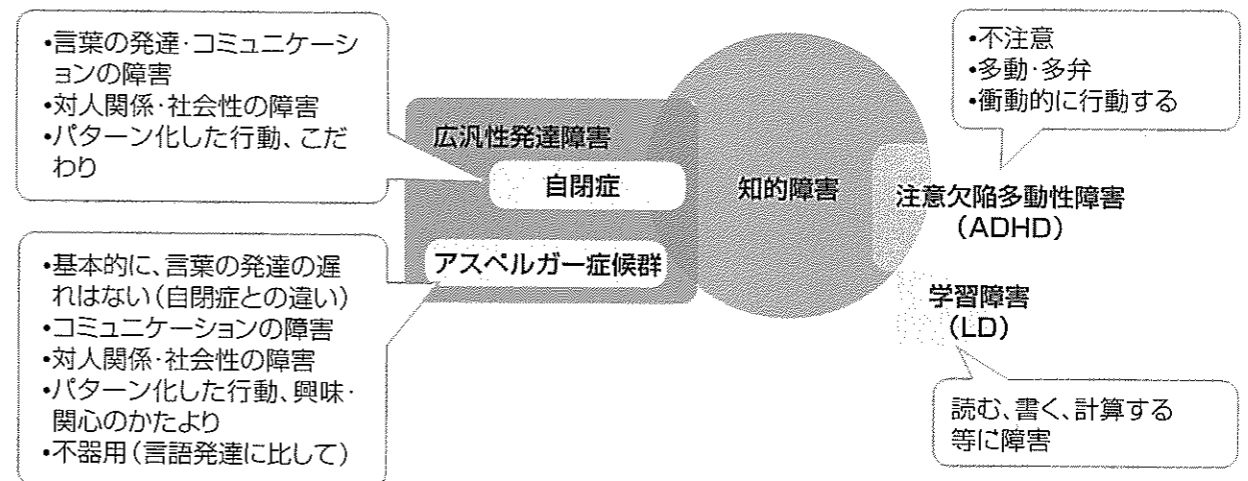 •言葉の発達・コミュニケーシ
ョンの障害
•対人関係・社会性の障害
•パターン化した行動、こだ
わり
広汎性発達障害
自閉症
アスペルガー症候群
•基本的に、言葉の発達の遅
れはない（自閉症との違い）
•コミュニケーションの障害
•対人関係・社会性の障害
•パターン化した行動、興味・
関心のかたより
•不器用（言語発達に比して）
知的障害
•不注意
•多動・多弁
•衝動的に行動する
注意欠陥多動性障害
（ADHD）
学習障害
（LD）
読む、書く、計算する
等に障害